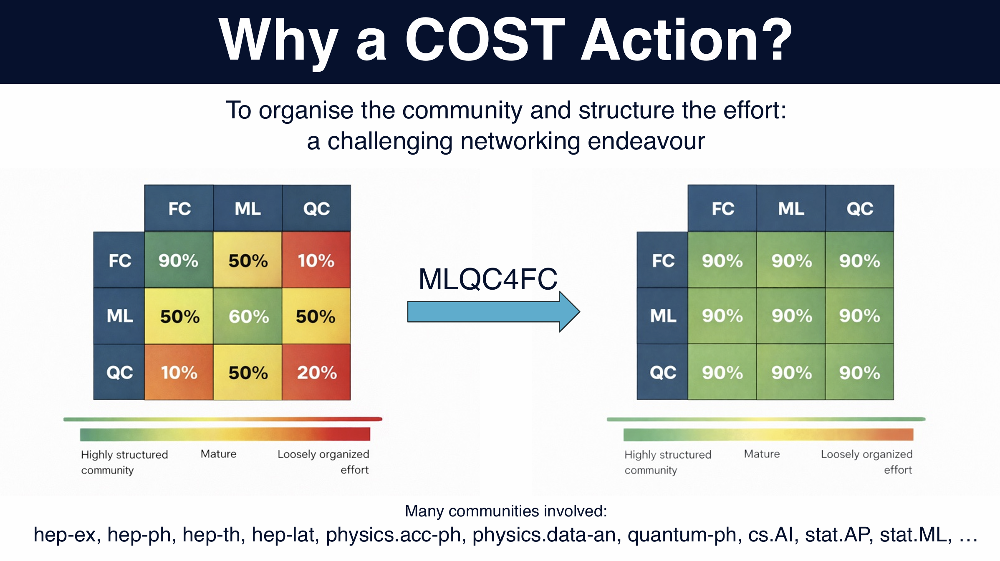 Why a COST Action?
To organise the community and structure the effort:
a challenging networking endeavour
FC ML QC
FC 90% 50% 10%
ML 50% 60% 50%
QC 10% 50% 20%
Highly structured community Mature Loosely organized effort
MLQC4FC
FC ML QC
FC 90% 90% 90%
ML 90% 90% 90%
QC 90% 90% 90%
Highly structured community Mature Loosely organized effort
Many communities involved:
hep-ex, hep-ph, hep-th, hep-lat, physics.acc-ph, physics.data-an, quantum-ph, cs.AI, stat.AP, stat.ML, …